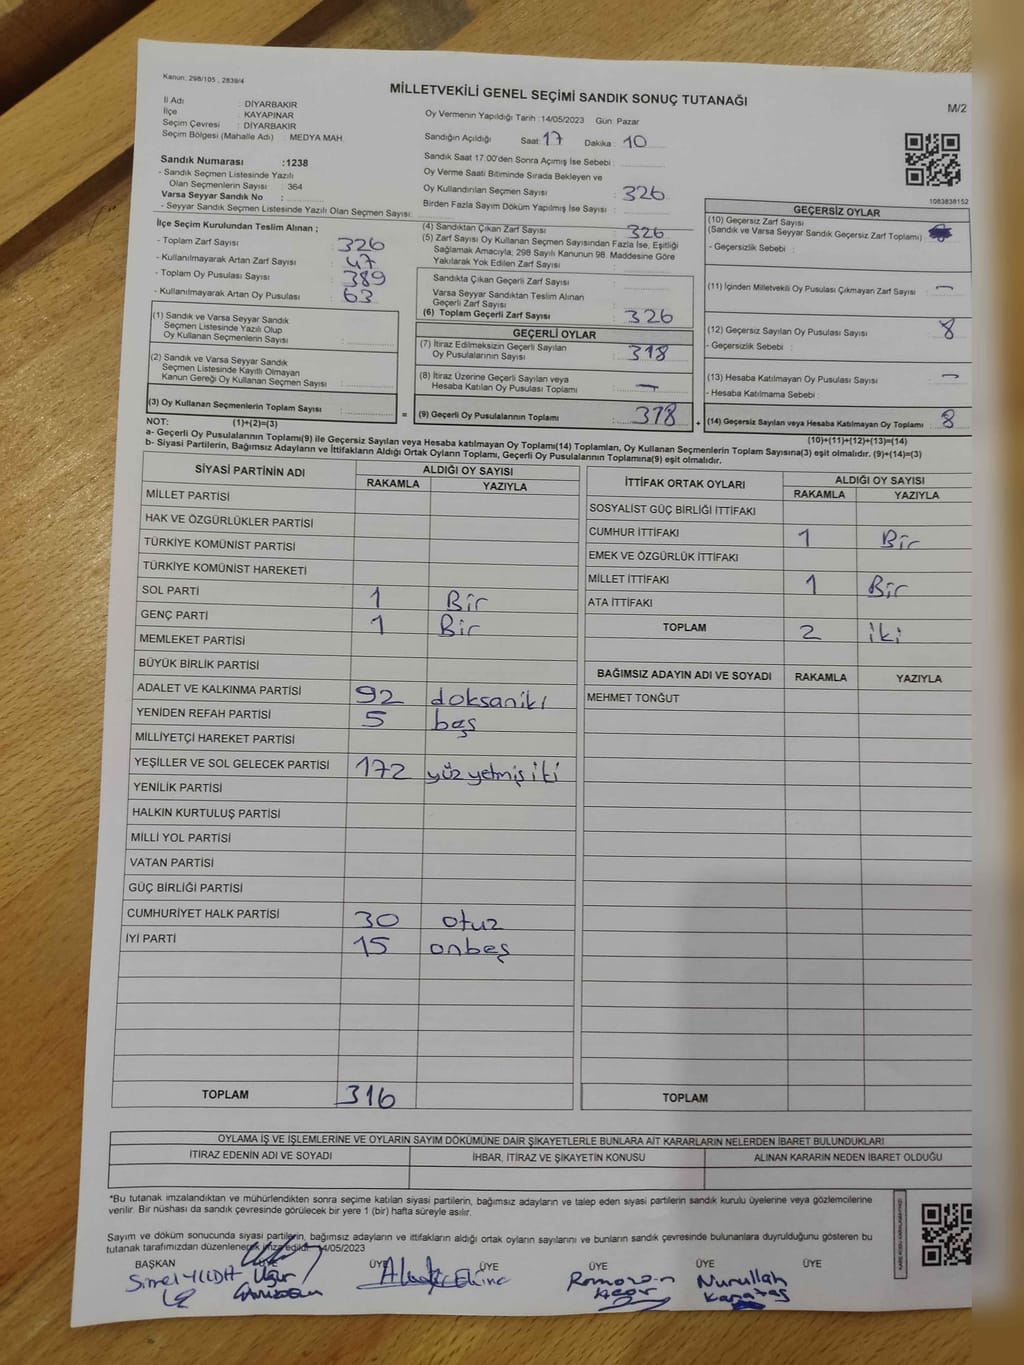 Kanun: 298/105 , 2839/4
MİLLETVEKİLİ GENEL SEÇİMİ SANDIK SONUÇ TUTANAĞI
M/2
İl Adı : DİYARBAKIR
İlçe : KAYAPINAR
Seçim Çevresi : DİYARBAKIR
Seçim Bölgesi (Mahalle Adı) : MEDYA MAH.
Sandık Numarası :1238
- Sandık Seçmen Listesinde Yazılı
Olan Seçmenlerin Sayısı : 364
Varsa Seyyar Sandık No :
- Seyyar Sandık Seçmen Listesinde Yazılı Olan Seçmen Sayısı:
Oy Vermenin Yapıldığı Tarih :14/05/2023 Gün: Pazar
Sandığın Açıldığı Saat: 17 Dakika : 10
Sandık Saat 17:00'den Sonra Açımış İse Sebebi :
Oy Verme Saati Bitiminde Sırada Bekleyen ve
Oy Kullandırılan Seçmen Sayısı : 326
Birden Fazla Sayım Döküm Yapılmış İse Sayısı :
1083838152
İlçe Seçim Kurulundan Teslim Alınan ;
- Toplam Zarf Sayısı : 326
- Kullanılmayarak Artan Zarf Sayısı : 47
- Toplam Oy Pusulası Sayısı : 389
- Kullanılmayarak Artan Oy Pusulası : 63
(1) Sandık ve Varsa Seyyar Sandık
Seçmen Listesinde Yazılı Olup
Oy Kullanan Seçmenlerin Sayısı :
(2) Sandık ve Varsa Seyyar Sandık
Seçmen Listesinde Kayıtlı Olmayan
Kanun Gereği Oy Kullanan Seçmen Sayısı :
(3) Oy Kullanan Seçmenlerin Toplam Sayısı :
(1)+(2)=(3)
(4) Sandıktan Çıkan Zarf Sayısı : 326
(5) Zarf Sayısı Oy Kullanan Seçmen Sayısından Fazla İse, Eşitliği
Sağlamak Amacıyla; 298 Sayılı Kanunun 98. Maddesine Göre
Yakılarak Yok Edilen Zarf Sayısı :
Sandıkta Çıkan Geçerli Zarf Sayısı :
Varsa Seyyar Sandıktan Teslim Alınan
Geçerli Zarf Sayısı :
(6) Toplam Geçerli Zarf Sayısı : 326
GEÇERLİ OYLAR
(7) İtiraz Edilmeksizin Geçerli Sayılan
Oy Pusulalarının Sayısı : 318
(8) İtiraz Üzerine Geçerli Sayılan veya
Hesaba Katılan Oy Pusulası Toplamı : —
= (9) Geçerli Oy Pusulalarının Toplamı : 318
GEÇERSİZ OYLAR
(10) Geçersiz Zarf Sayısı
(Sandık ve Varsa Seyyar Sandık Geçersiz Zarf Toplamı) :
- Geçersizlik Sebebi :
(11) İçinden Milletvekili Oy Pusulası Çıkmayan Zarf Sayısı : —
(12) Geçersiz Sayılan Oy Pusulası Sayısı : 8
- Geçersizlik Sebebi :
(13) Hesaba Katılmayan Oy Pusulası Sayısı : —
- Hesaba Katılmama Sebebi :
+ (14) Geçersiz Sayılan veya Hesaba Katılmayan Oy Toplamı : 8
(10)+(11)+(12)+(13)=(14)
NOT:
a- Geçerli Oy Pusulaları Toplamı(9) ile Geçersiz Sayılan veya Hesaba katılmayan Oy Toplamı(14) Toplamları, Oy Kullanan Seçmenlerin Toplam Sayısına(3) eşit olmalıdır. (9)+(14)=(3)
b- Siyasi Partilerin, Bağımsız Adayların ve İttifakların Aldığı Ortak Oyların Toplamı, Geçerli Oy Pusulalarının Toplamına(9) eşit olmalıdır.
SİYASİ PARTİNİN ADI ALDIĞI OY SAYISI
RAKAMLA YAZIYLA
MİLLET PARTİSİ
HAK VE ÖZGÜRLÜKLER PARTİSİ
TÜRKİYE KOMÜNİST PARTİSİ
TÜRKİYE KOMÜNİST HAREKETİ
SOL PARTİ 1 Bir
GENÇ PARTİ 1 Bir
MEMLEKET PARTİSİ
BÜYÜK BİRLİK PARTİSİ
ADALET VE KALKINMA PARTİSİ 92 doksaniki
YENİDEN REFAH PARTİSİ 5 beş
MİLLİYETÇİ HAREKET PARTİSİ
YEŞİLLER VE SOL GELECEK PARTİSİ 172 yüz yetmiş iki
YENİLİK PARTİSİ
HALKIN KURTULUŞ PARTİSİ
MİLLİ YOL PARTİSİ
VATAN PARTİSİ
GÜÇ BİRLİĞİ PARTİSİ
CUMHURİYET HALK PARTİSİ 30 otuz
İYİ PARTİ 15 onbeş
TOPLAM 316
İTTİFAK ORTAK OYLARI ALDIĞI OY SAYISI
RAKAMLA YAZIYLA
SOSYALİST GÜÇ BİRLİĞİ İTTİFAKI
CUMHUR İTTİFAKI 1 Bir
EMEK VE ÖZGÜRLÜK İTTİFAKI
MİLLET İTTİFAKI 1 Bir
ATA İTTİFAKI
TOPLAM 2 iki
BAĞIMSIZ ADAYIN ADI VE SOYADI RAKAMLA YAZIYLA
MEHMET TONĞUT
TOPLAM
OYLAMA İŞ VE İŞLEMLERİNE VE OYLARIN SAYIM DÖKÜMÜNE DAİR ŞİKAYETLERLE BUNLARA AİT KARARLARIN NELERDEN İBARET BULUNDUKLARI
İTİRAZ EDENİN ADI VE SOYADI İHBAR, İTİRAZ VE ŞİKAYETİN KONUSU ALINAN KARARIN NEDEN İBARET OLDUĞU
*Bu tutanak imzalandıktan ve mühürlendikten sonra seçime katılan siyasi partilerin, bağımsız adayların ve talep eden siyasi partilerin sandık kurulu üyelerine veya gözlemcilerine
verilir. Bir nüshası da sandık çevresinde görülecek bir yere 1 (bir) hafta süreyle asılır.
Sayım ve döküm sonucunda siyasi partilerin, bağımsız adayların ve ittifakların aldığı ortak oyların sayılarını ve bunların sandık çevresinde bulunanlara duyrulduğunu gösteren bu
tutanak tarafımızdan düzenlenerek imza edildi. 14/05/2023
BAŞKAN ÜYE ÜYE ÜYE ÜYE ÜYE
Uğur Ramazan Nurullah
Karataş